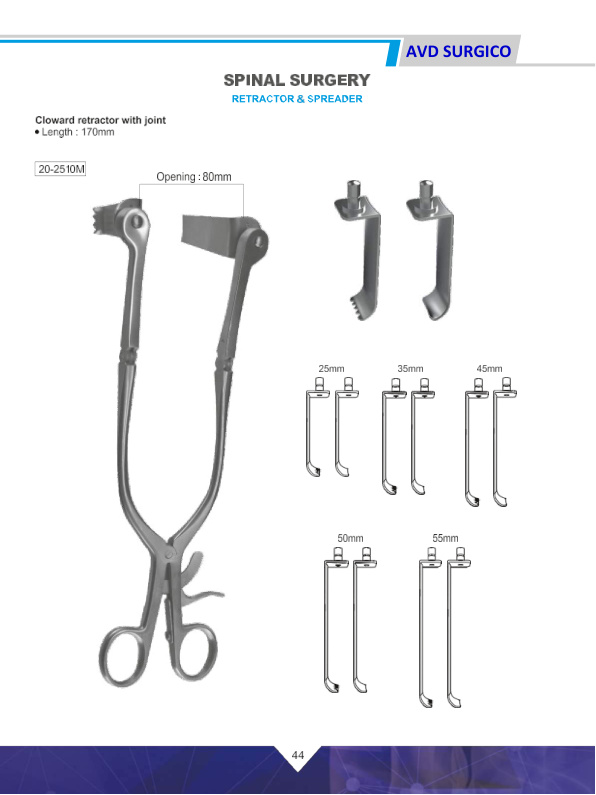 AVD SURGICO
SPINAL SURGERY
RETRACTOR & SPREADER
Cloward retractor with joint
• Length : 170mm
20-2510M
Opening : 80mm
25mm
35mm
45mm
50mm
55mm
44